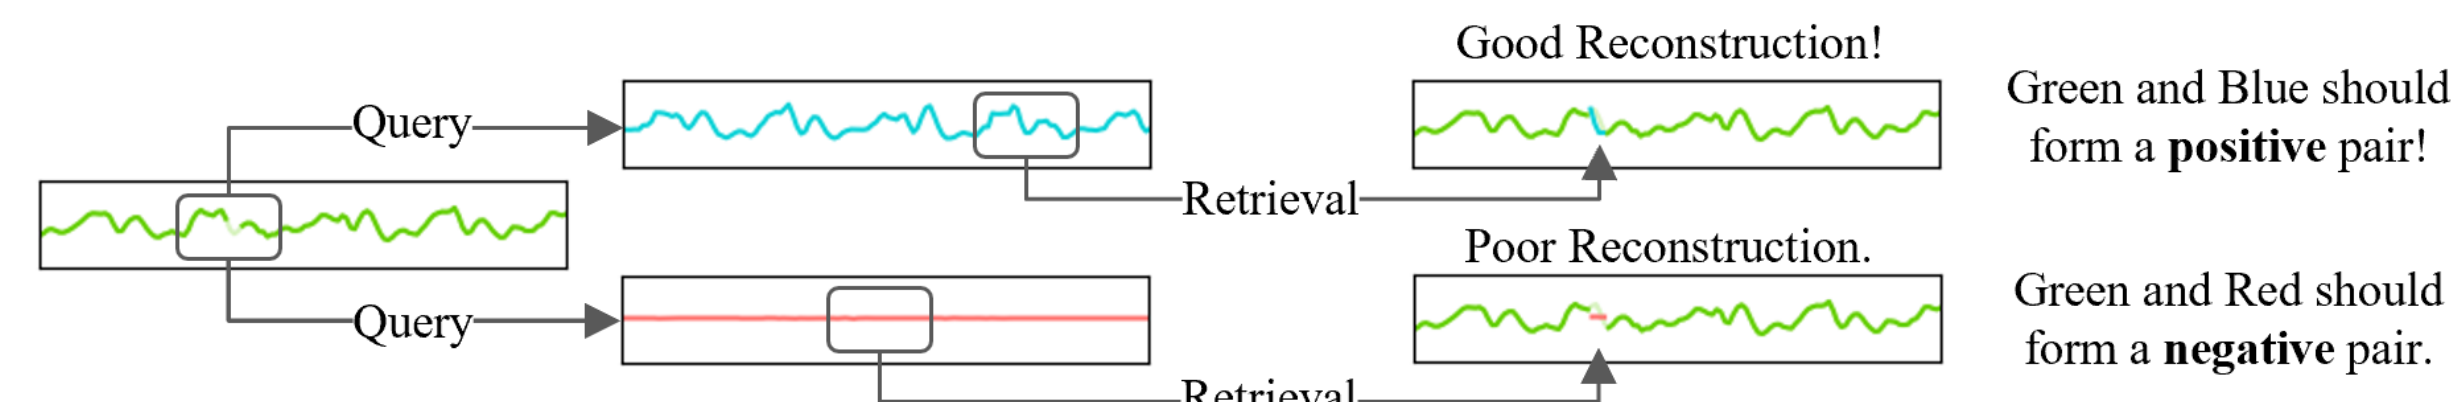 Good Reconstruction!
Green and Blue should
form a positive pair!
Query
Retrieval
Poor Reconstruction.
Green and Red should
form a negative pair.
Query
Retrieval